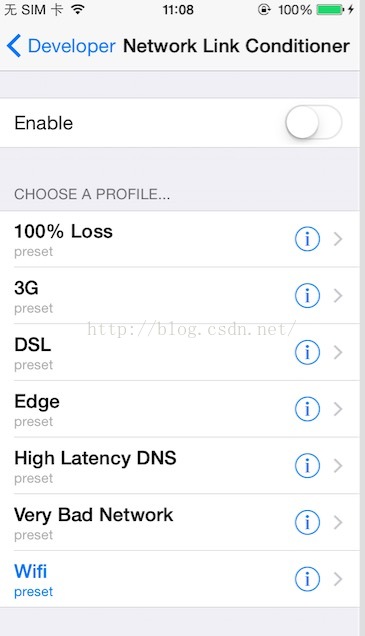 无 SIM 卡 11:08 100%
Developer Network Link Conditioner
Enable
CHOOSE A PROFILE...
100% Loss
preset
3G
preset
http://blog.csdn.net/
DSL
preset
Edge
preset
High Latency DNS
preset
Very Bad Network
preset
Wifi
preset